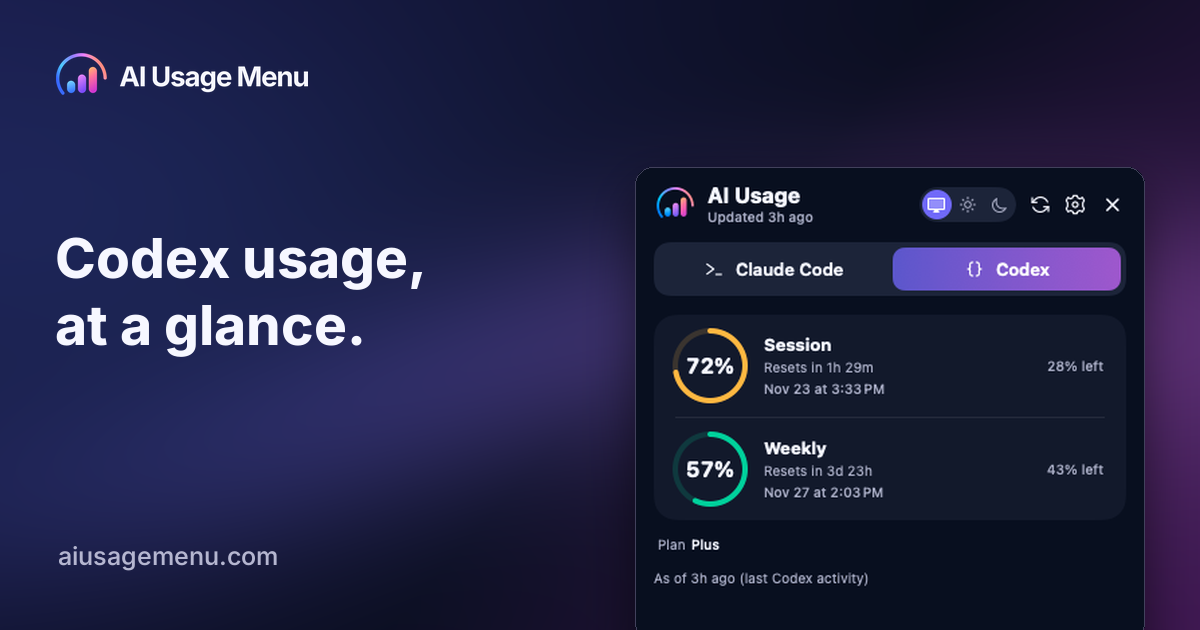 AI Usage Menu
Codex usage,
at a glance.
aiusagemenu.com
AI Usage
Updated 3h ago
>_ Claude Code
{} Codex
72%
Session
Resets in 1h 29m
Nov 23 at 3:33 PM
28% left
57%
Weekly
Resets in 3d 23h
Nov 27 at 2:03 PM
43% left
Plan Plus
As of 3h ago (last Codex activity)